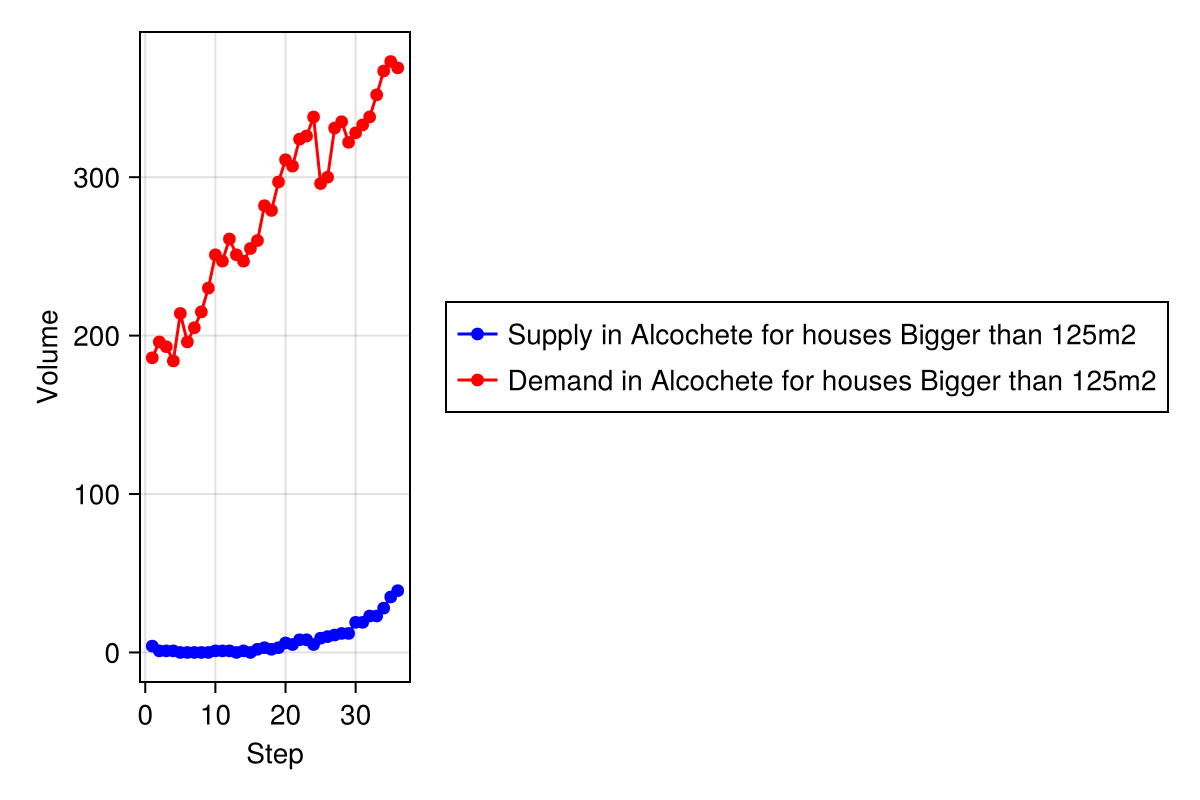 300
200
100
0
Volume
0 10 20 30
Step
Supply in Alcochete for houses Bigger than 125m2
Demand in Alcochete for houses Bigger than 125m2